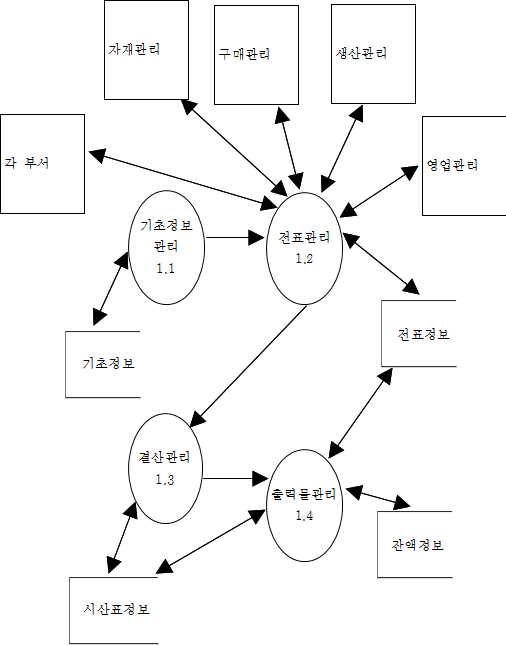 자재관리
구매관리
생산관리
각 부서
영업관리
기초정보
관리
1.1
전표관리
1.2
전표정보
기초정보
결산관리
1.3
출력물관리
1.4
잔액정보
시산표정보